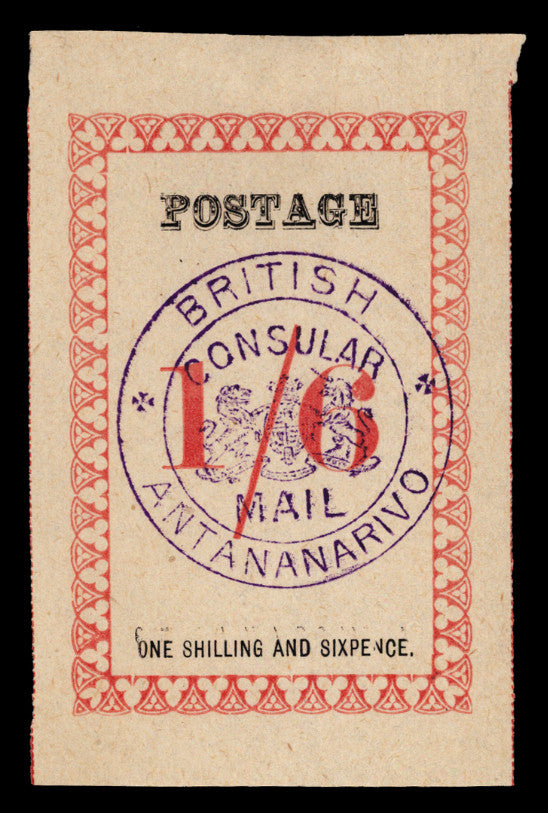 POSTAGE
BRITISH
CONSULAR
1/6
MAIL
ANTANANARIVO
ONE SHILLING AND SIXPENCE.